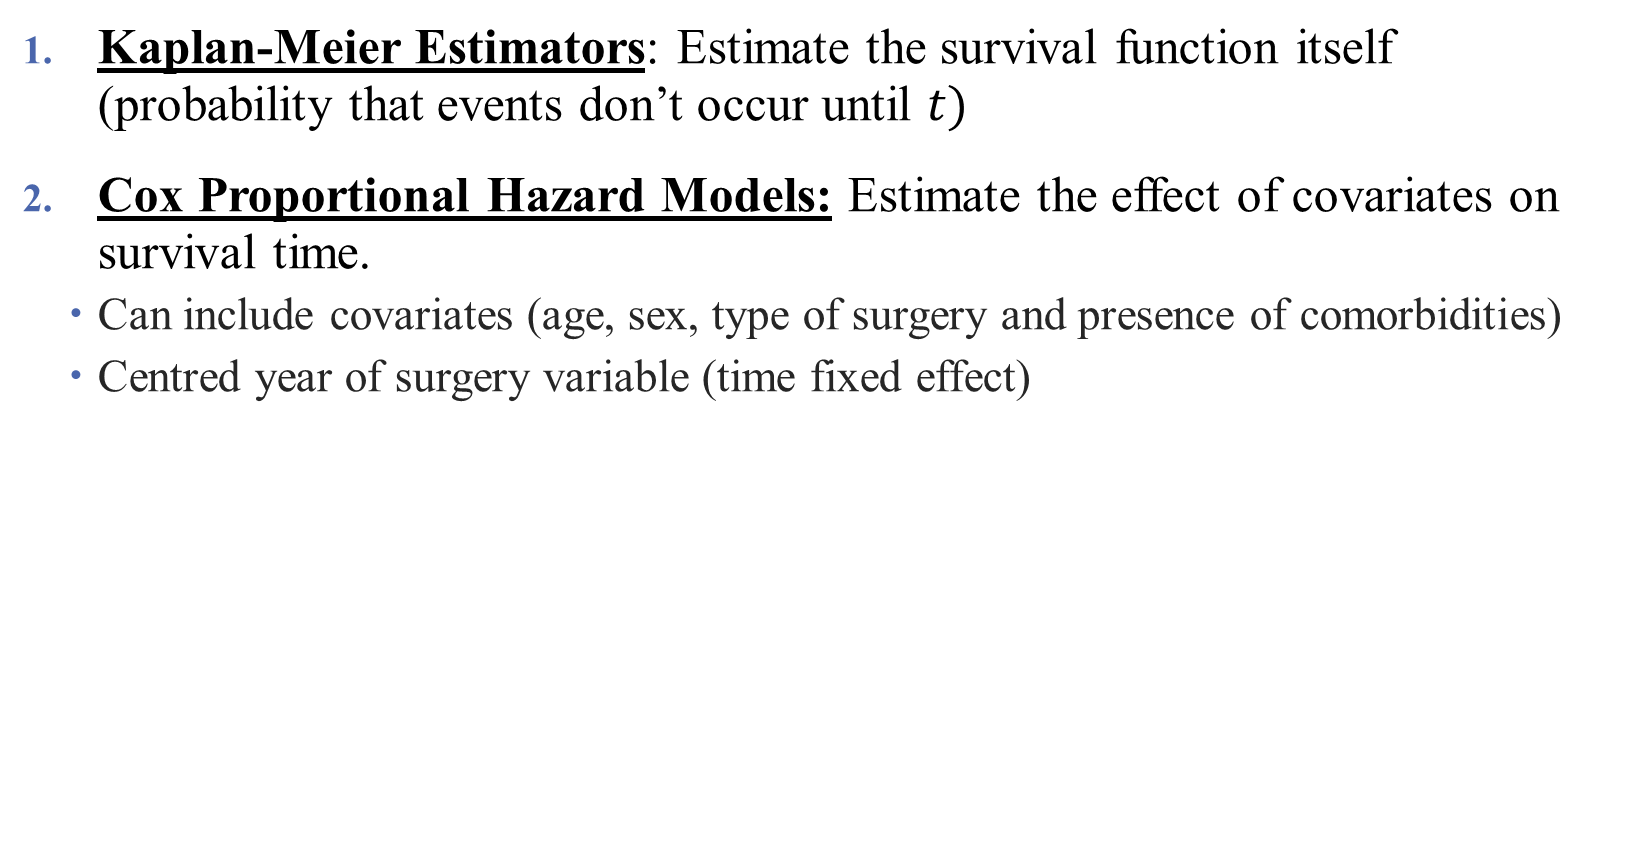 1. Kaplan-Meier Estimators: Estimate the survival function itself
(probability that events don’t occur until t)
2. Cox Proportional Hazard Models: Estimate the effect of covariates on
survival time.
• Can include covariates (age, sex, type of surgery and presence of comorbidities)
• Centred year of surgery variable (time fixed effect)